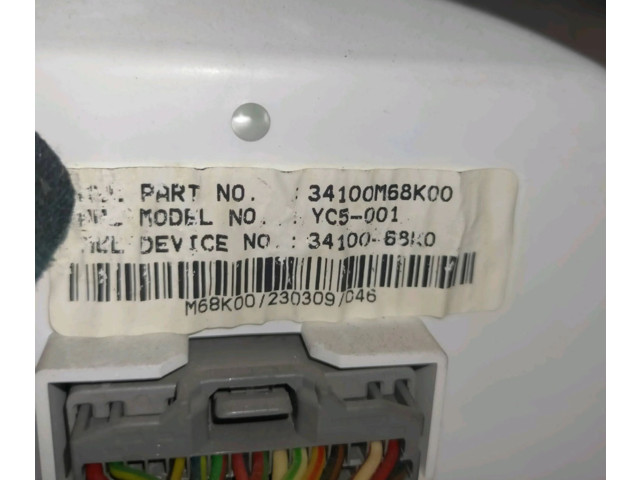 PART NO. : 34100M68K00
MODEL NO. : YC5-001
DEVICE NO. : 34100-68K0
M68K00/230309/046